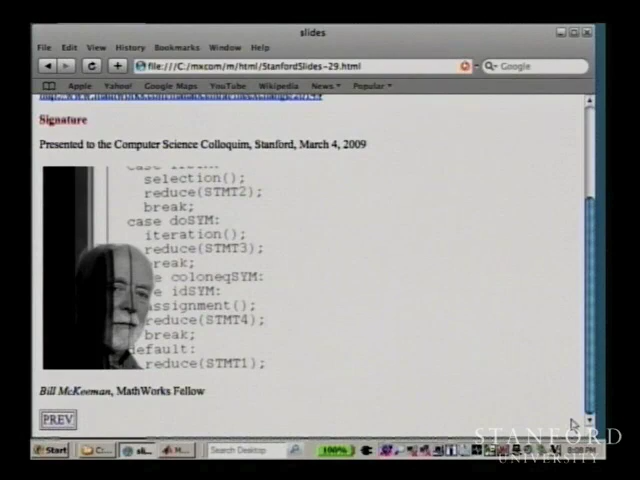 slides
File Edit View History Bookmarks Window Help
file:///C:/mxcom/m/html/StanfordSlides-29.html
Google
Apple Yahoo! Google Maps YouTube Wikipedia News Popular
Signature
Presented to the Computer Science Colloquim, Stanford, March 4, 2009
selection();
reduce(STMT2);
break;
case doSYM:
iteration();
reduce(STMT3);
reak;
e coloneqSYM:
e idSYM:
assignment();
reduce(STMT4);
break;
default:
reduce(STMT1);
Bill McKeeman, MathWorks Fellow
PREV
Start
Search Desktop
100%
STANFORD
UNIVERSITY